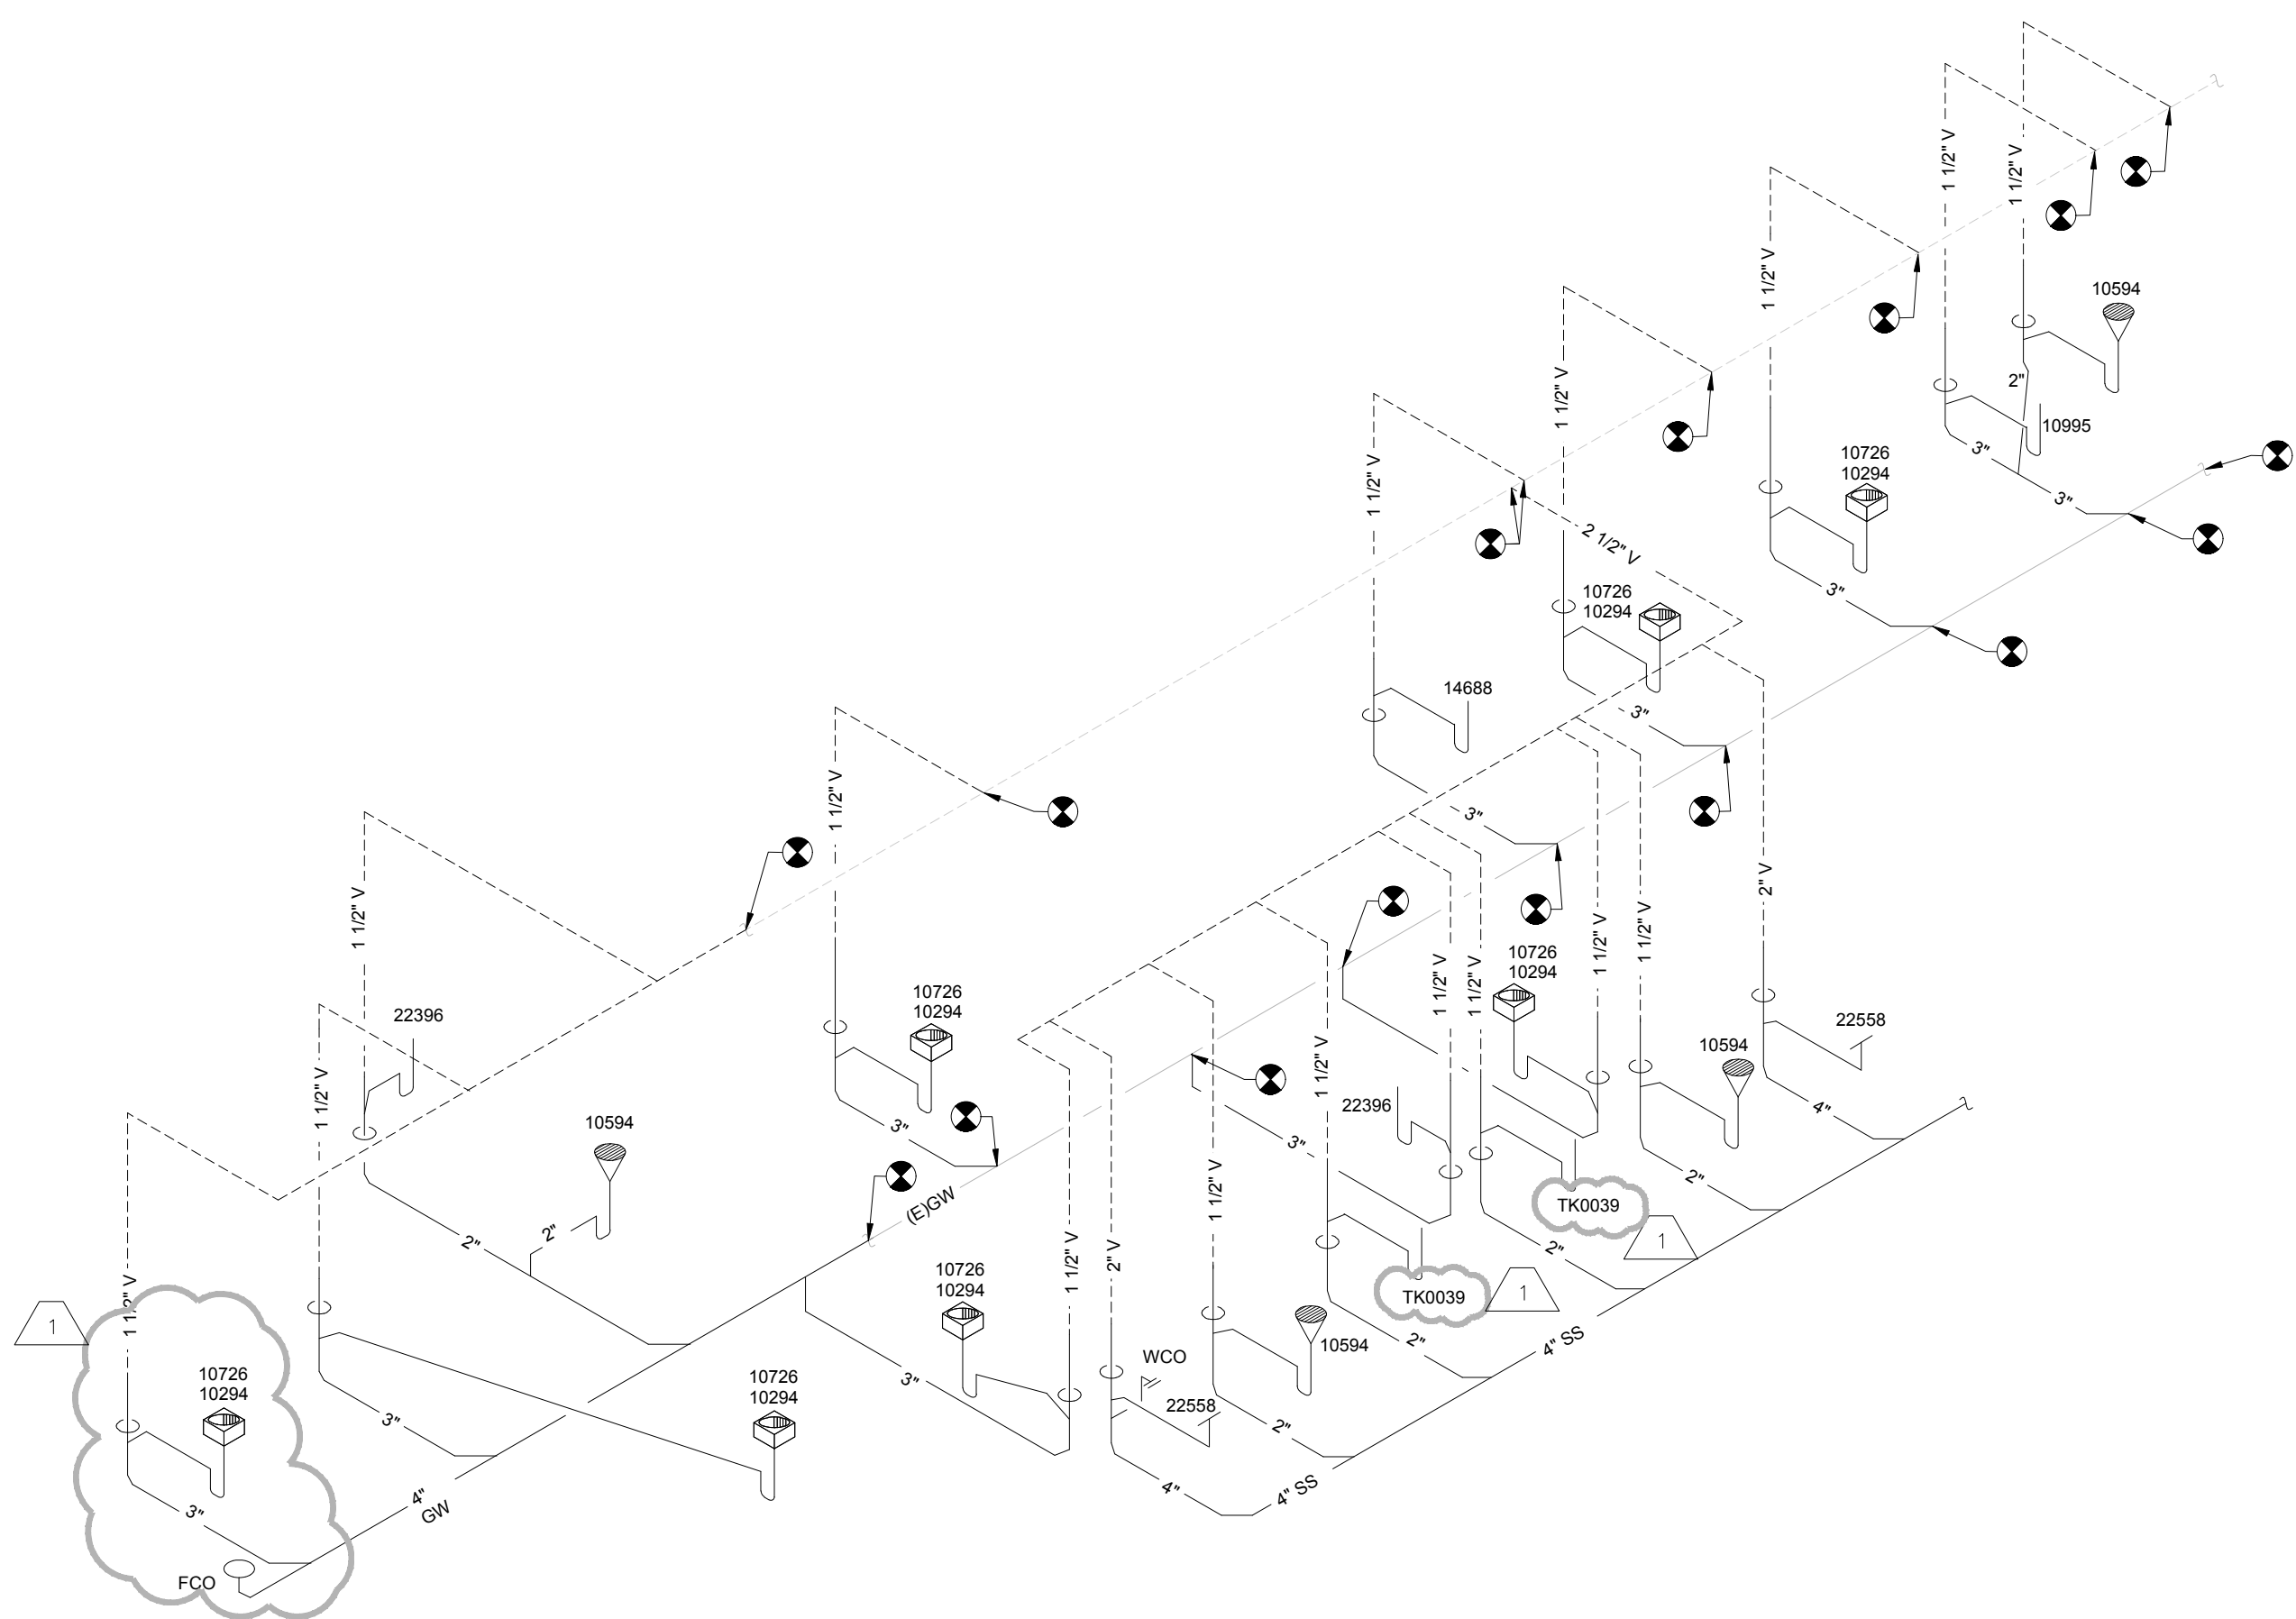 1 1/2" V
1 1/2" V
1 1/2" V
10594
2"
10995
3"
3"
10726
10294
3"
1 1/2" V
1 1/2" V
2 1/2" V
10726
10294
3"
14688
3"
1 1/2" V
1 1/2" V
22396
1 1/2" V
10594
2"
2"
1 1/2" V
10726
10294
3"
(E)GW
1 1/2" V
10726
10294
3"
FCO
1
3"
10726
10294
4"
GW
10726
10294
3"
1 1/2" V
2" V
WCO
22558
4"
4" SS
1 1/2" V
10594
2"
3"
1 1/2" V
22396
1 1/2" V
1 1/2" V
10726
10294
1 1/2" V
1 1/2" V
10594
2" V
22558
4"
2"
TK0039
1
2"
TK0039
1
2"
4" SS